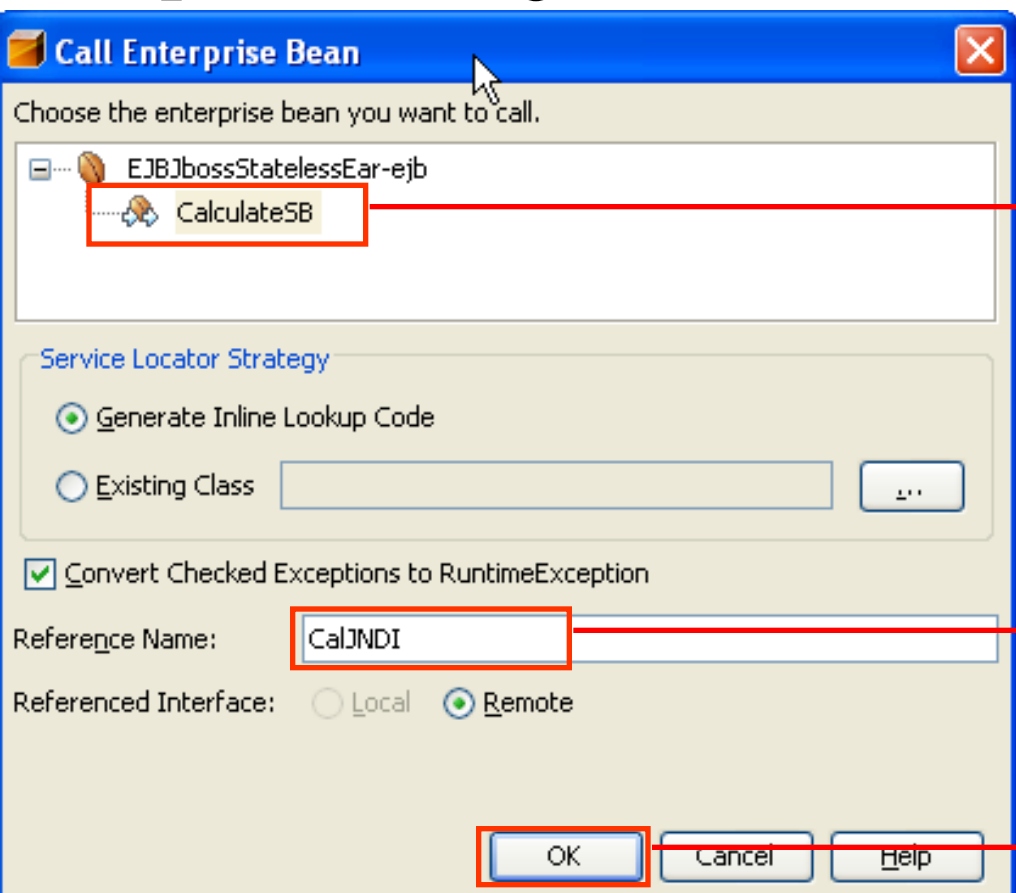 Call Enterprise Bean
Choose the enterprise bean you want to call.
EJBJbossStatelessEar-ejb
CalculateSB
Service Locator Strategy
Generate Inline Lookup Code
Existing Class ...
Convert Checked Exceptions to RuntimeException
Reference Name: CalJNDI
Referenced Interface: Local Remote
OK Cancel Help